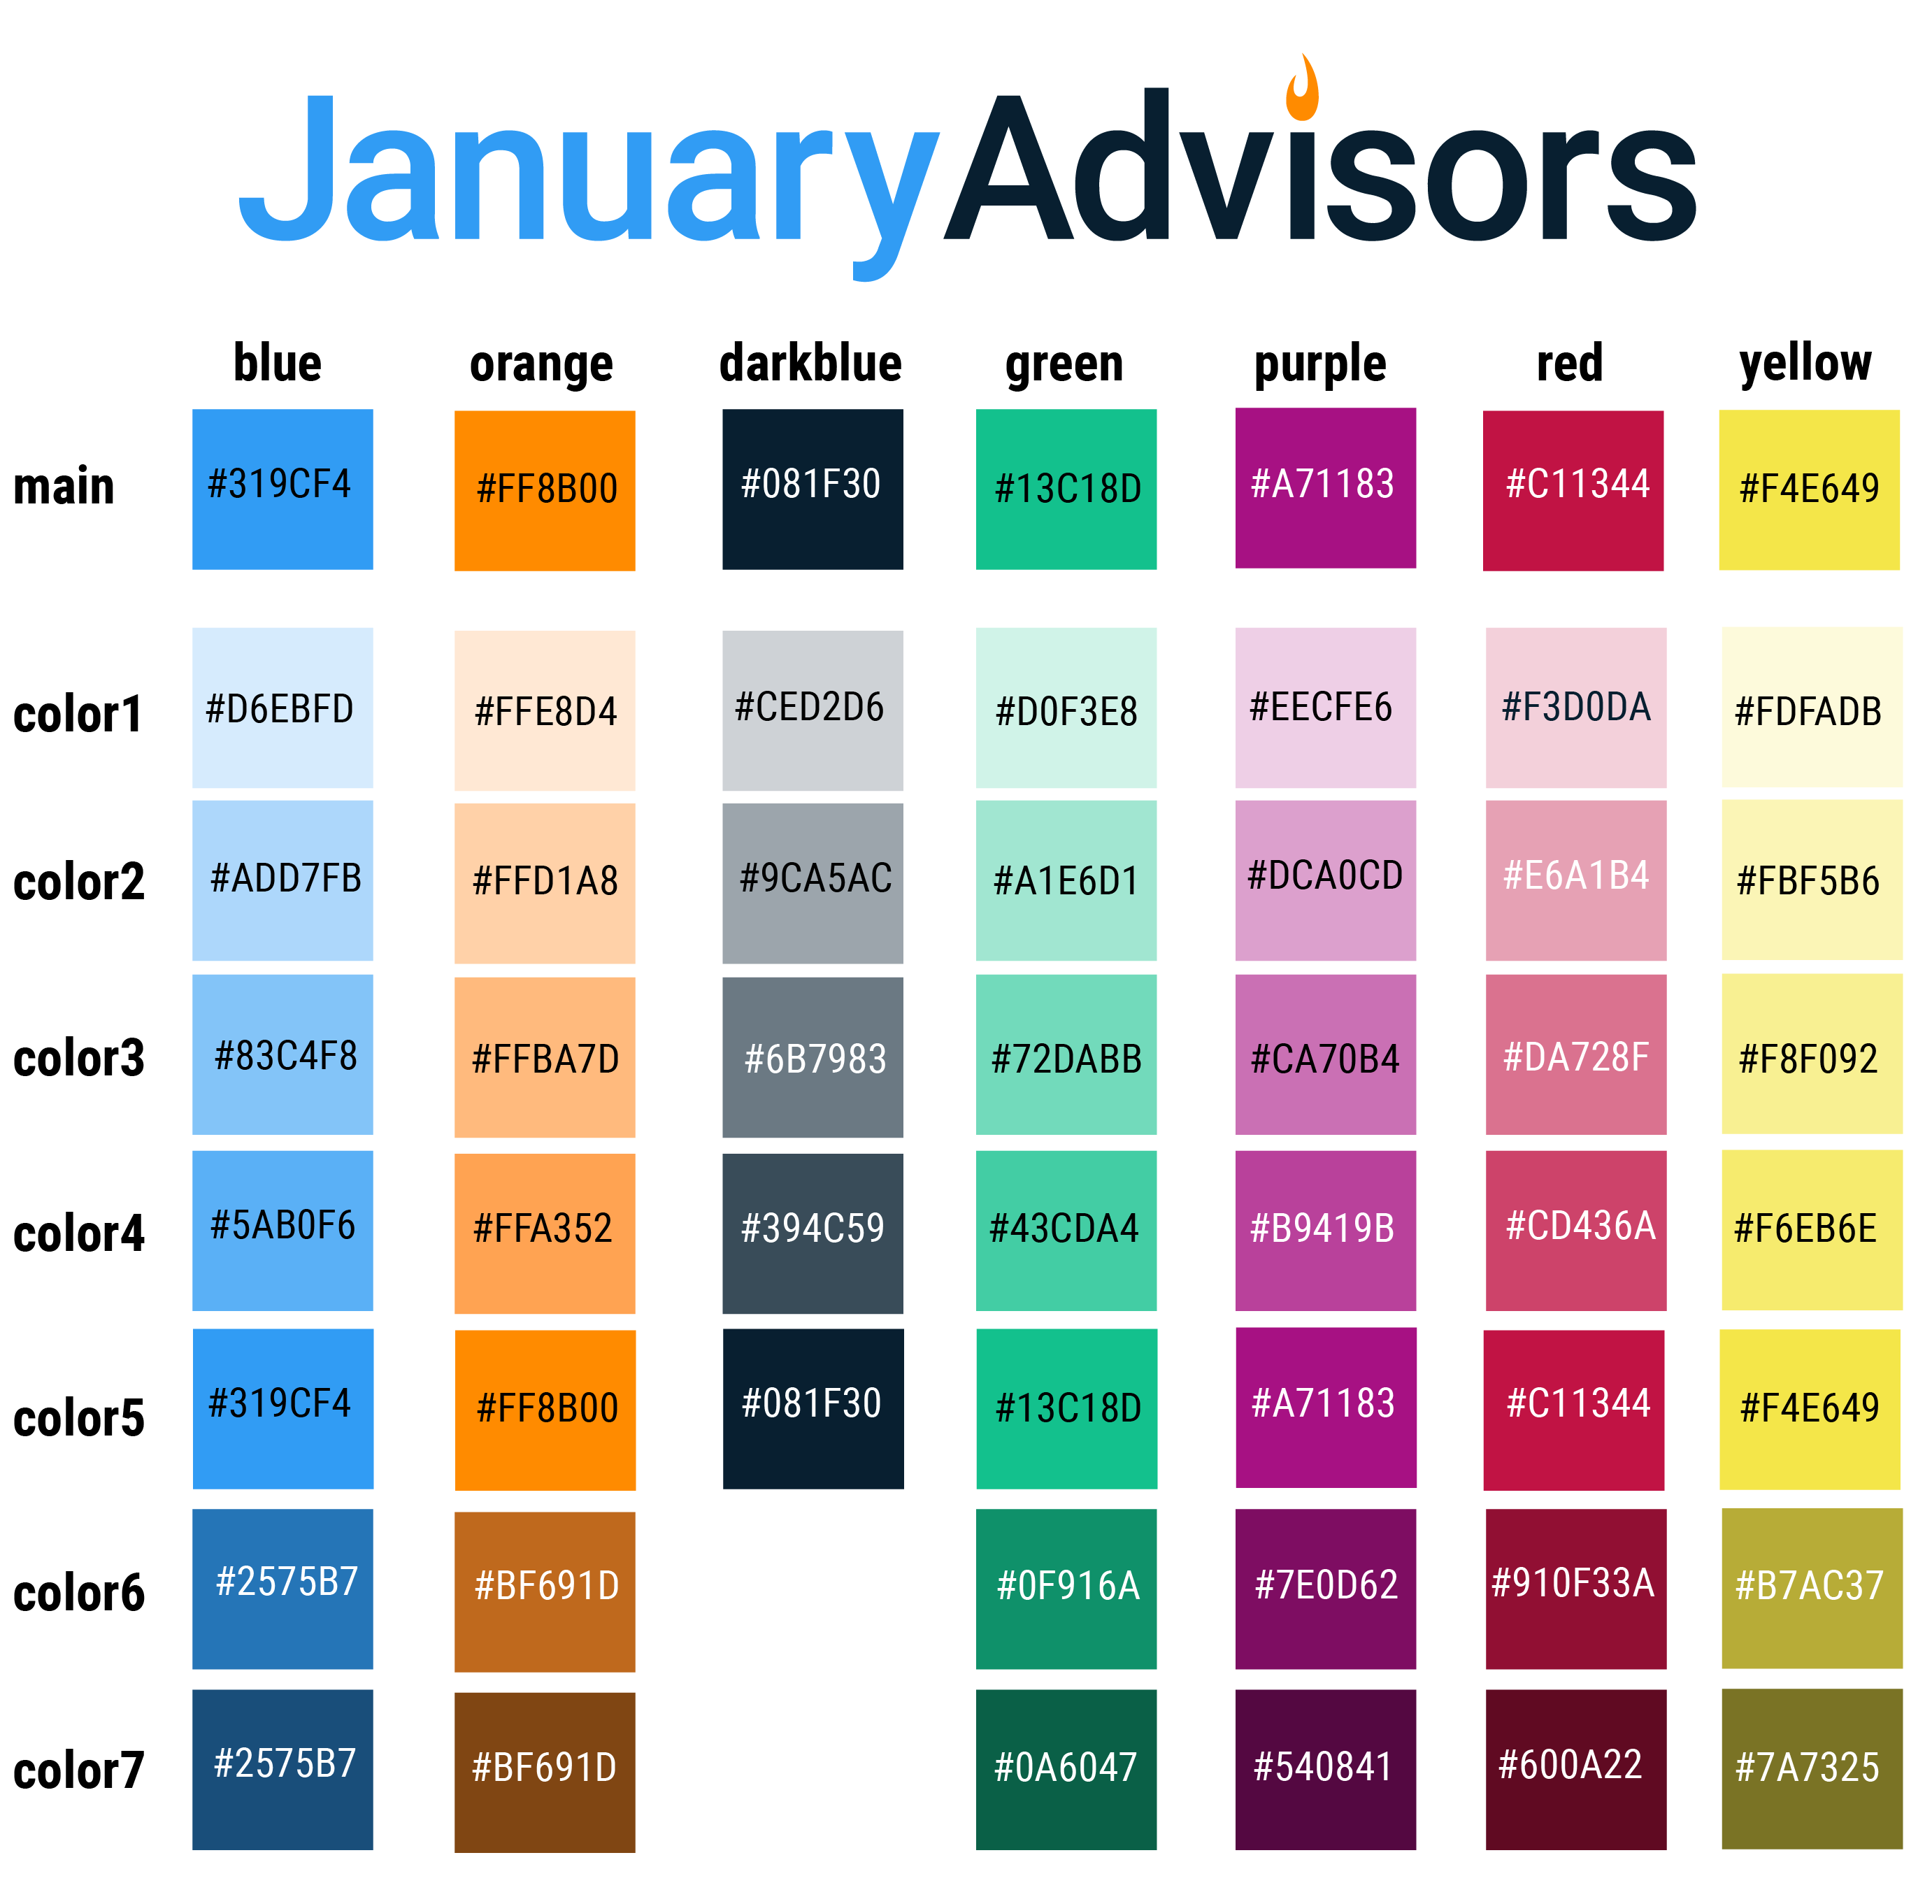 JanuaryAdvisors
blue orange darkblue green purple red yellow
main #319CF4 #FF8B00 #081F30 #13C18D #A71183 #C11344 #F4E649
color1 #D6EBFD #FFE8D4 #CED2D6 #D0F3E8 #EECFE6 #F3D0DA #FDFADB
color2 #ADD7FB #FFD1A8 #9CA5AC #A1E6D1 #DCA0CD #E6A1B4 #FBF5B6
color3 #83C4F8 #FFBA7D #6B7983 #72DABB #CA70B4 #DA728F #F8F092
color4 #5AB0F6 #FFA352 #394C59 #43CDA4 #B9419B #CD436A #F6EB6E
color5 #319CF4 #FF8B00 #081F30 #13C18D #A71183 #C11344 #F4E649
color6 #2575B7 #BF691D #0F916A #7E0D62 #910F33A #B7AC37
color7 #2575B7 #BF691D #0A6047 #540841 #600A22 #7A7325